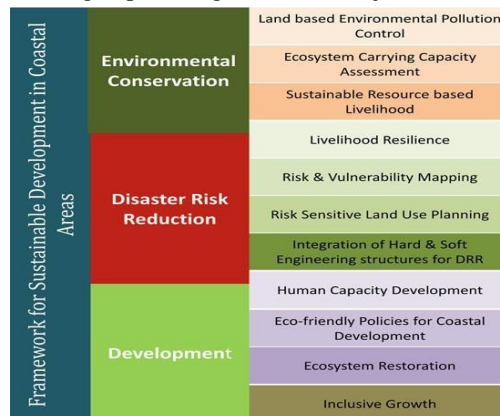 Framework for Sustainable Development in Coastal
Areas
Environmental
Conservation
Land based Environmental Pollution
Control
Ecosystem Carrying Capacity
Assessment
Sustainable Resource based
Livelihood
Disaster Risk
Reduction
Livelihood Resilience
Risk & Vulnerability Mapping
Risk Sensitive Land Use Planning
Integration of Hard & Soft
Engineering structures for DRR
Development
Human Capacity Development
Eco-friendly Policies for Coastal
Development
Ecosystem Restoration
Inclusive Growth